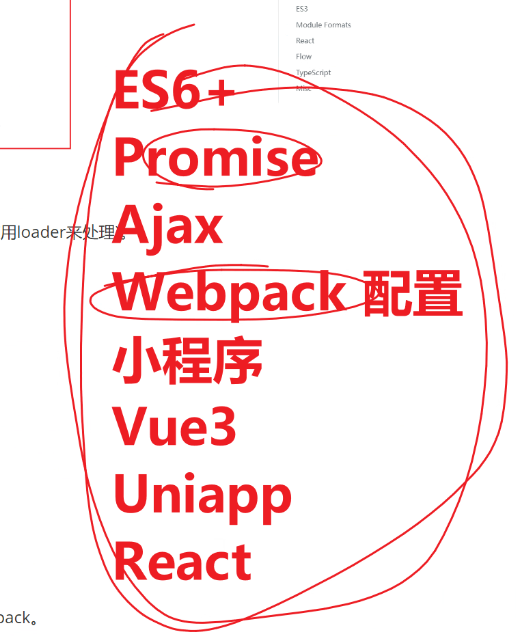 ES3
Module Formats
React
Flow
TypeScript
Misc
ES6+
Promise
Ajax
用loader来处理。
Webpack 配置
小程序
Vue3
Uniapp
React
pack。